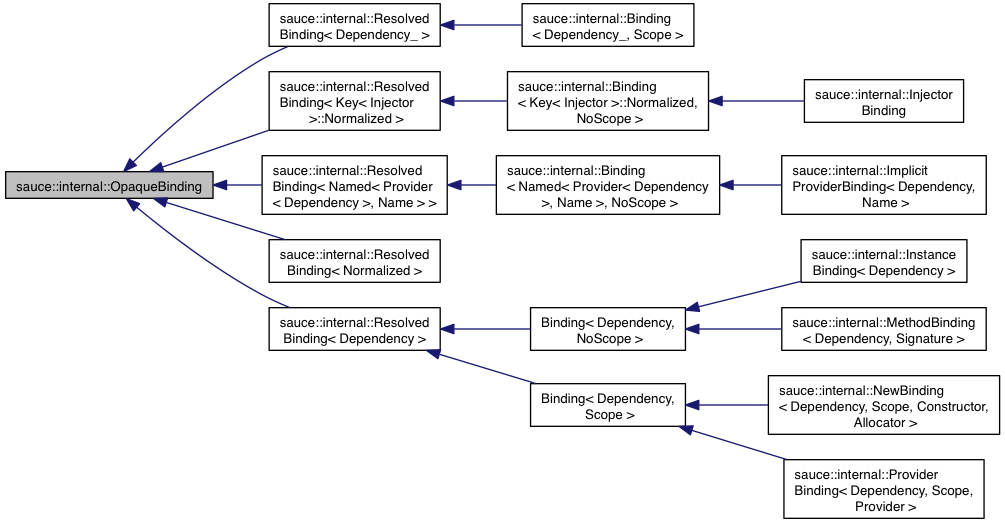 sauce::internal::Resolved
Binding< Dependency_ >
sauce::internal::Binding
< Dependency_, Scope >
sauce::internal::Resolved
Binding< Key< Injector
>::Normalized >
sauce::internal::Binding
< Key< Injector >::Normalized,
NoScope >
sauce::internal::Injector
Binding
sauce::internal::OpaqueBinding
sauce::internal::Resolved
Binding< Named< Provider
< Dependency >, Name > >
sauce::internal::Binding
< Named< Provider< Dependency
>, Name >, NoScope >
sauce::internal::Implicit
ProviderBinding< Dependency,
Name >
sauce::internal::Resolved
Binding< Normalized >
sauce::internal::Instance
Binding< Dependency >
sauce::internal::Resolved
Binding< Dependency >
Binding< Dependency,
NoScope >
sauce::internal::MethodBinding
< Dependency, Signature >
Binding< Dependency,
Scope >
sauce::internal::NewBinding
< Dependency, Scope, Constructor,
Allocator >
sauce::internal::Provider
Binding< Dependency, Scope,
Provider >